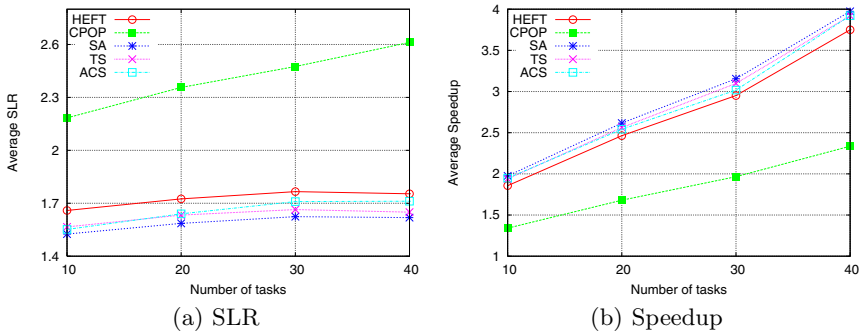 HEFT
CPOP
SA
TS
ACS
2.6
2.3
2
1.7
1.4
10
20
30
40
Average SLR
Number of tasks
(a) SLR
HEFT
CPOP
SA
TS
ACS
4
3.5
3
2.5
2
1.5
1
10
20
30
40
Average Speedup
Number of tasks
(b) Speedup